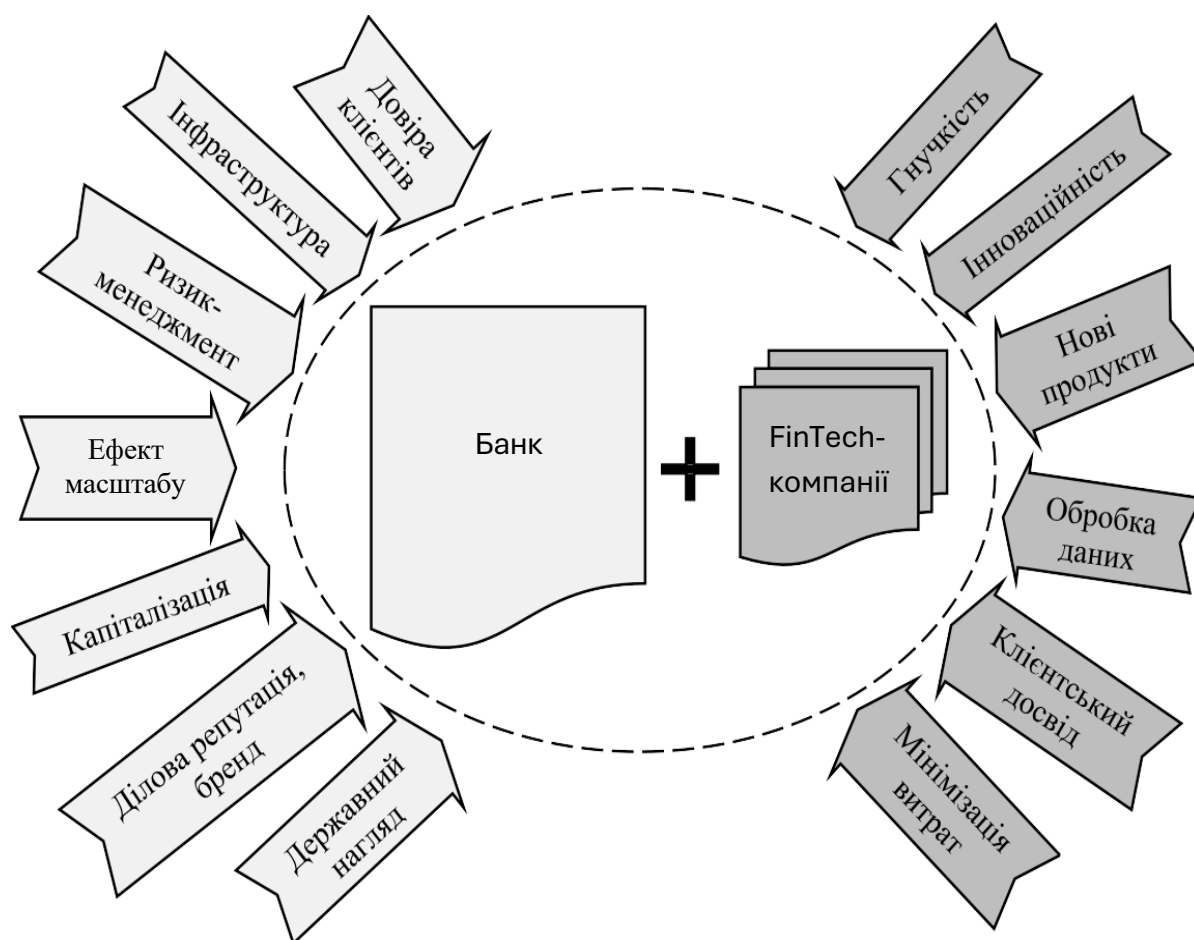 Довіра
клієнтів
Інфраструктура
Ризик-
менеджмент
Ефект
масштабу
Капіталізація
Ділова репутація,
бренд
Державний
нагляд
Банк
FinTech-
компанії
Гнучкість
Інноваційність
Нові
продукти
Обробка
даних
Клієнтський
досвід
Мінімізація
витрат